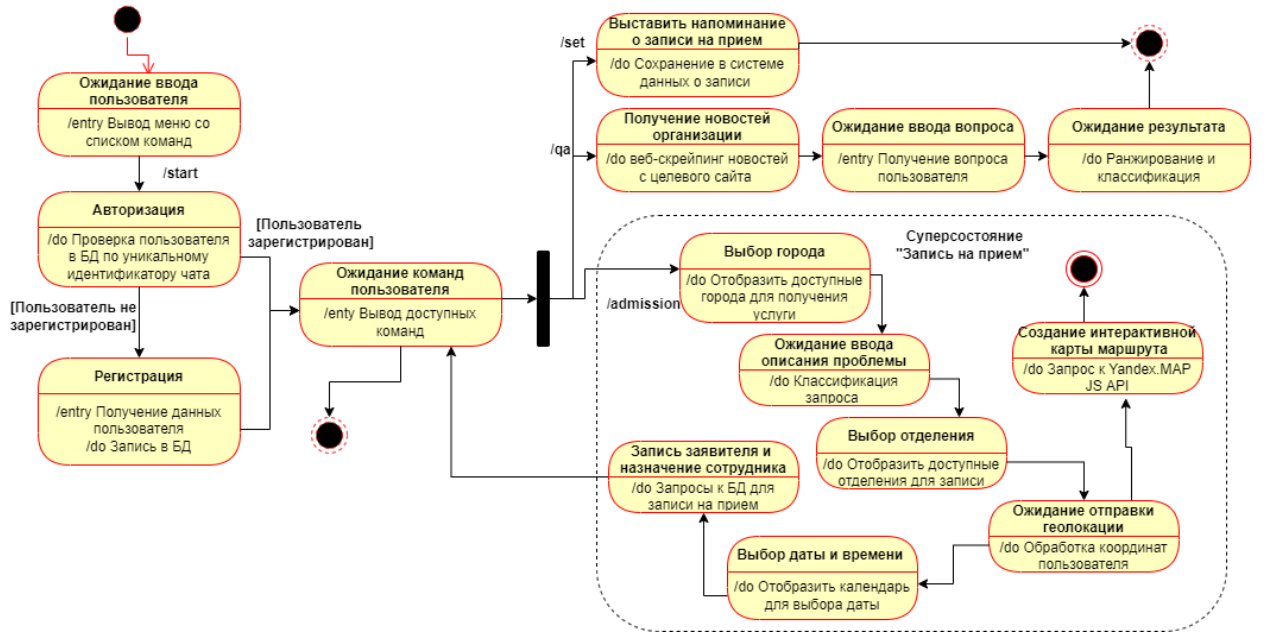 Ожидание ввода
пользователя
/entry Вывод меню со
списком команд
/start
Авторизация
/do Проверка пользователя
в БД по уникальному
идентификатору чата
[Пользователь
зарегистрирован]
[Пользователь не
зарегистрирован]
Регистрация
/entry Получение данных
пользователя
/do Запись в БД
Ожидание команд
пользователя
/enty Вывод доступных
команд
/set
Выставить напоминание
о записи на прием
/do Сохранение в системе
данных о записи
/qa
Получение новостей
организации
/do веб-скрейпинг новостей
с целевого сайта
Ожидание ввода вопроса
/entry Получение вопроса
пользователя
Ожидание результата
/do Ранжирование и
классификация
Суперсостояние
"Запись на прием"
/admission
Выбор города
/do Отобразить доступные
города для получения
услуги
Ожидание ввода
описания проблемы
/do Классификация
запроса
Выбор отделения
/do Отобразить доступные
отделения для записи
Ожидание отправки
геолокации
/do Обработка координат
пользователя
Создание интерактивной
карты маршрута
/do Запрос к Yandex.MAP
JS API
Выбор даты и времени
/do Отобразить календарь
для выбора даты
Запись заявителя и
назначение сотрудника
/do Запросы к БД для
записи на прием